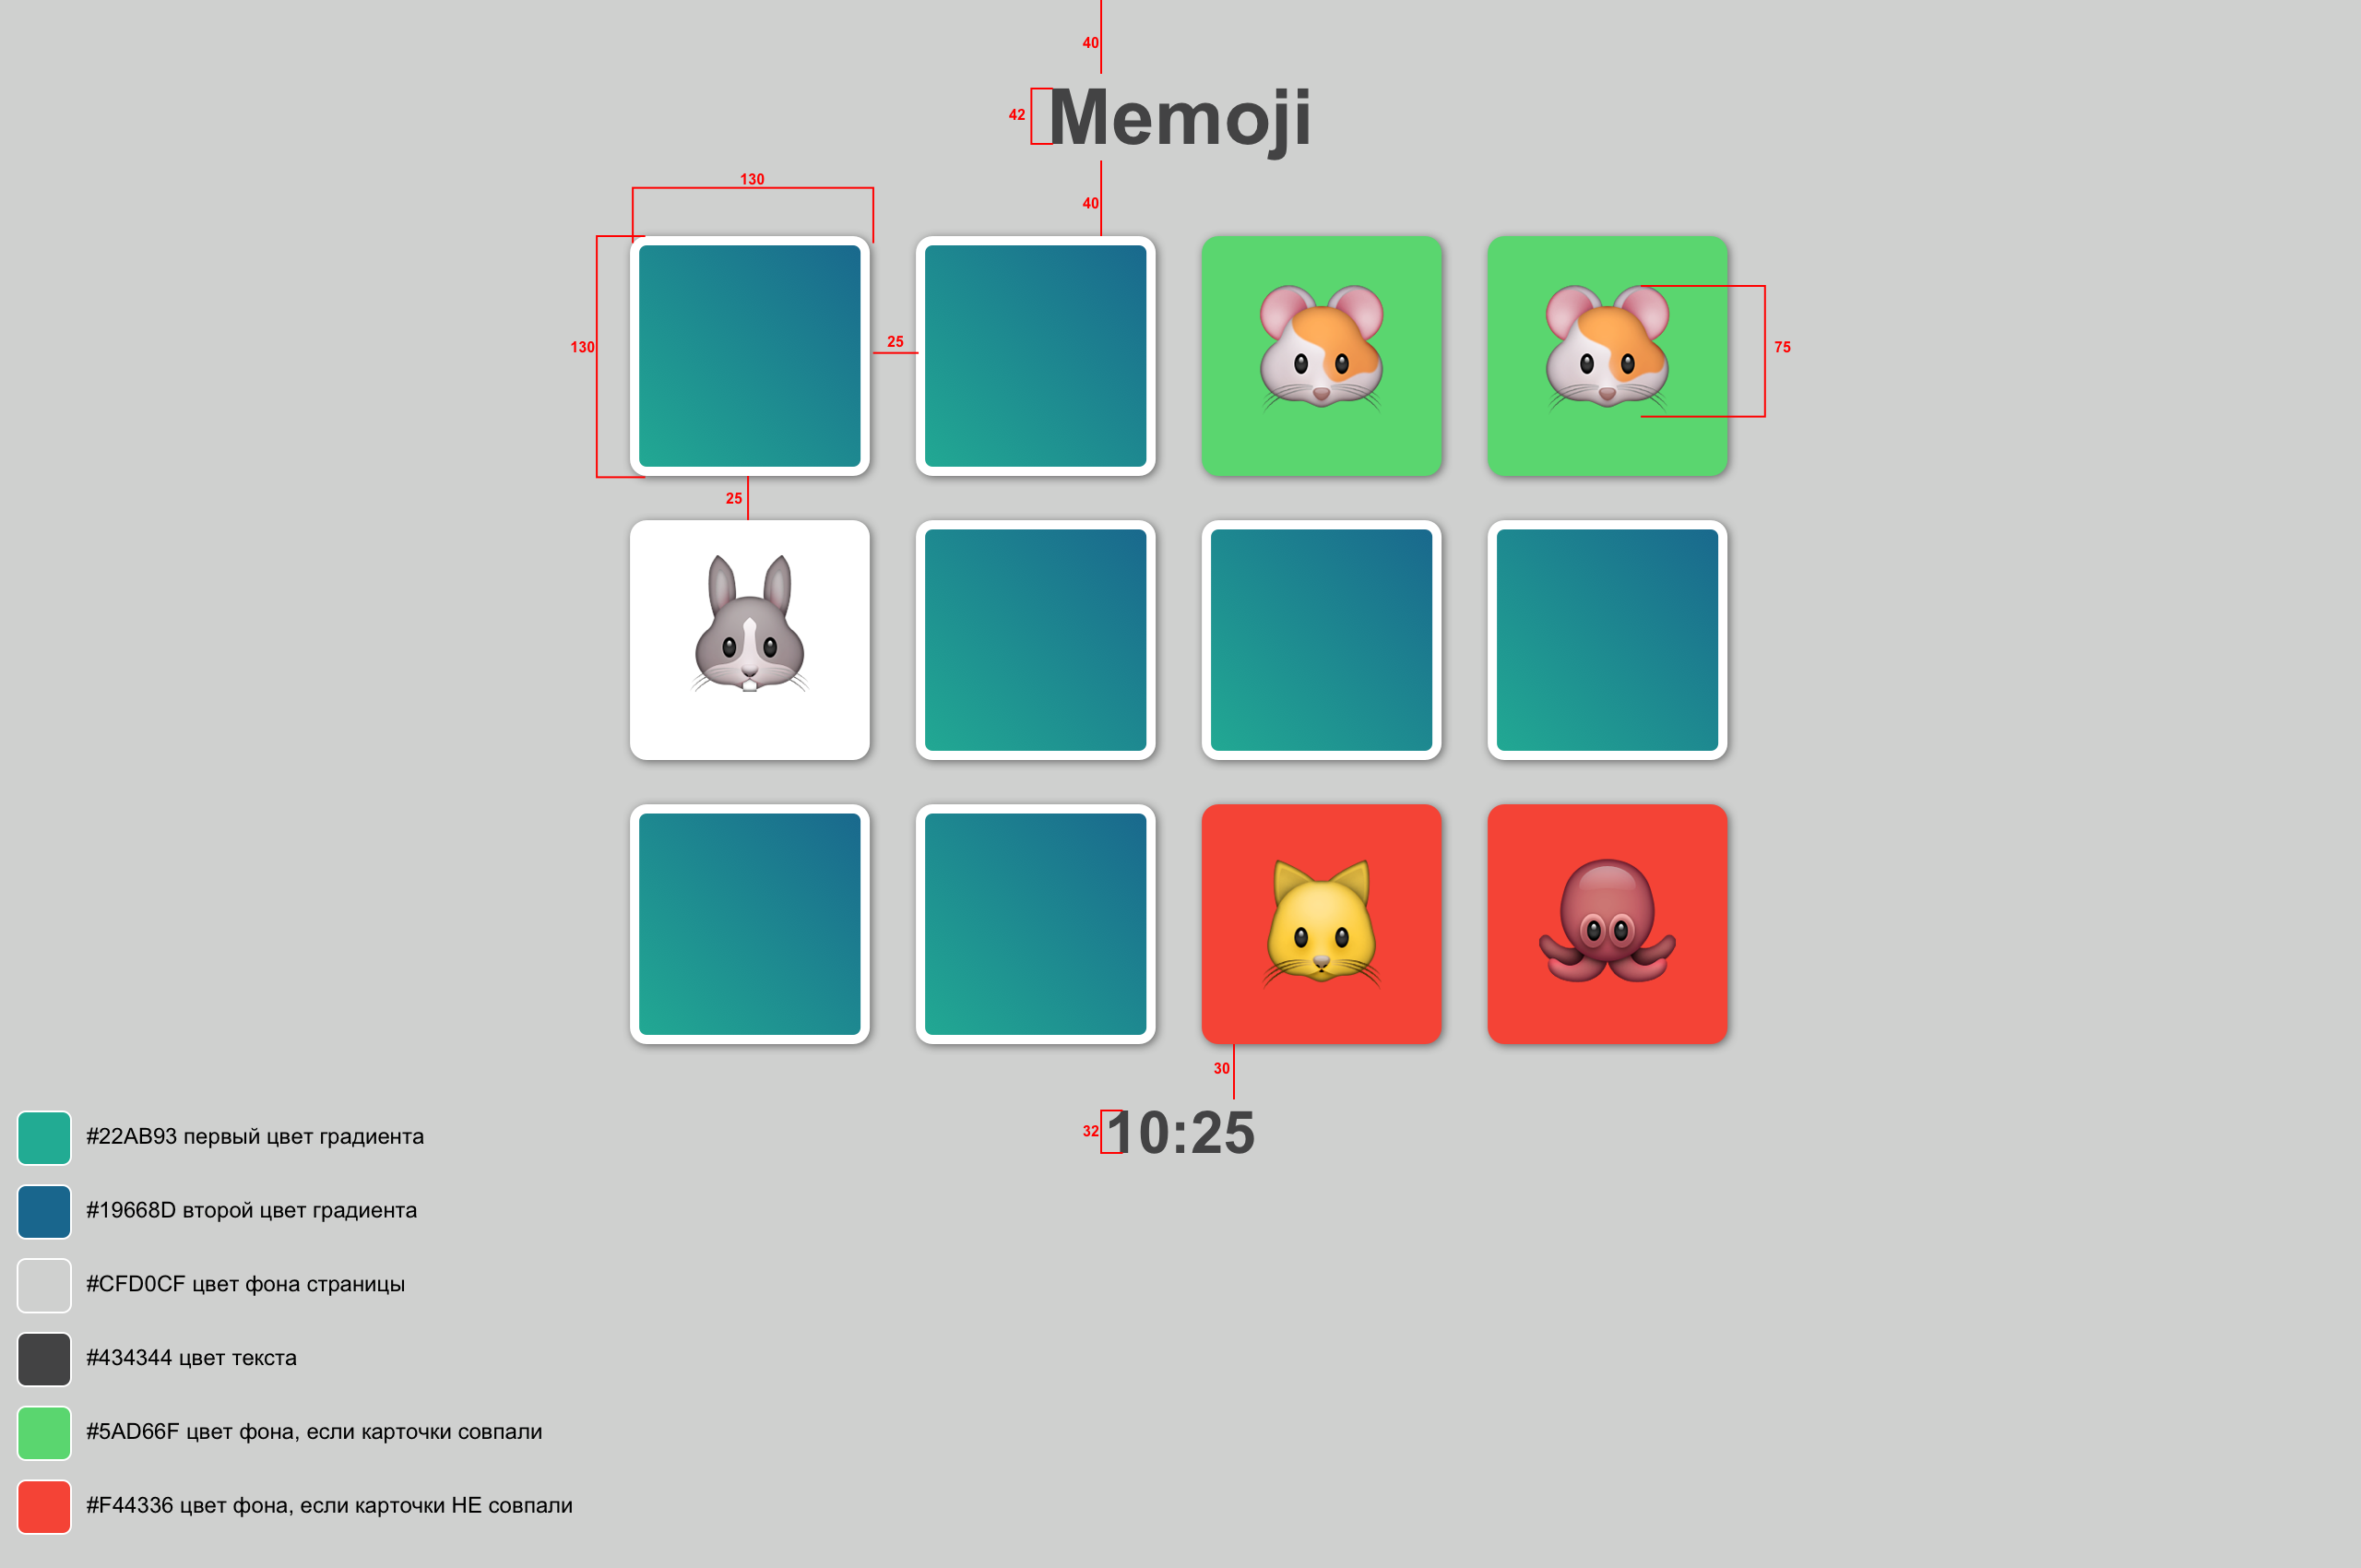 40
42
Memoji
130
40
130
25
75
25
30
32
10:25
#22AB93 первый цвет градиента
#19668D второй цвет градиента
#CFD0CF цвет фона страницы
#434344 цвет текста
#5AD66F цвет фона, если карточки совпали
#F44336 цвет фона, если карточки НЕ совпали